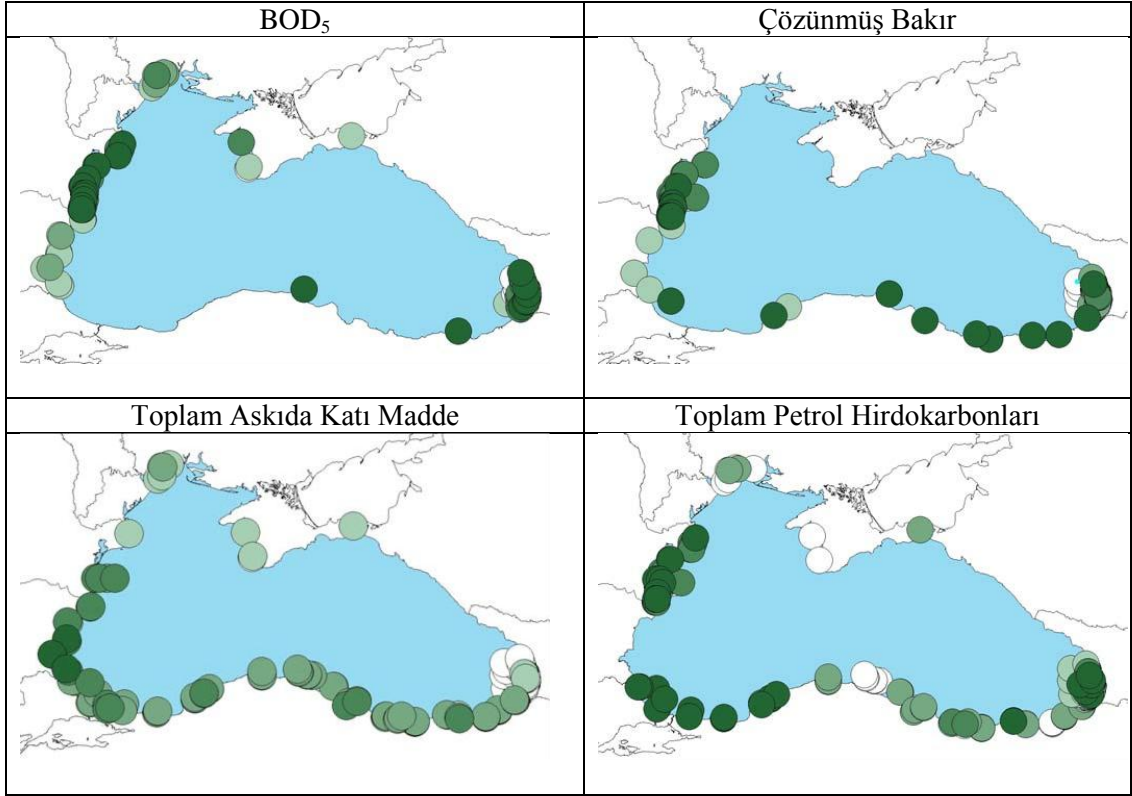 BOD₅
Çözünmüş Bakır
Toplam Askıda Katı Madde
Toplam Petrol Hirdokarbonları